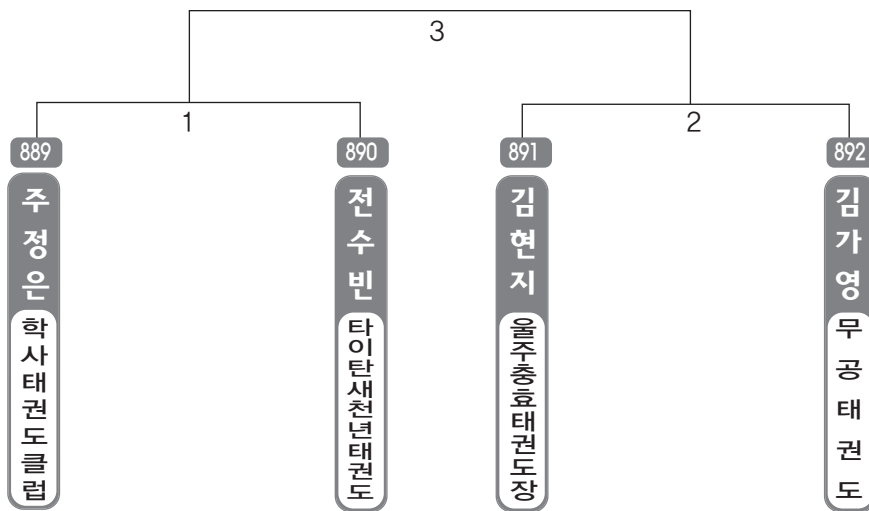 3
1
2
889
890
891
892
주정은
전수빈
김현지
김가영
학사태권도클럽
타이탄새천년태권도
울주충효태권도장
무공태권도